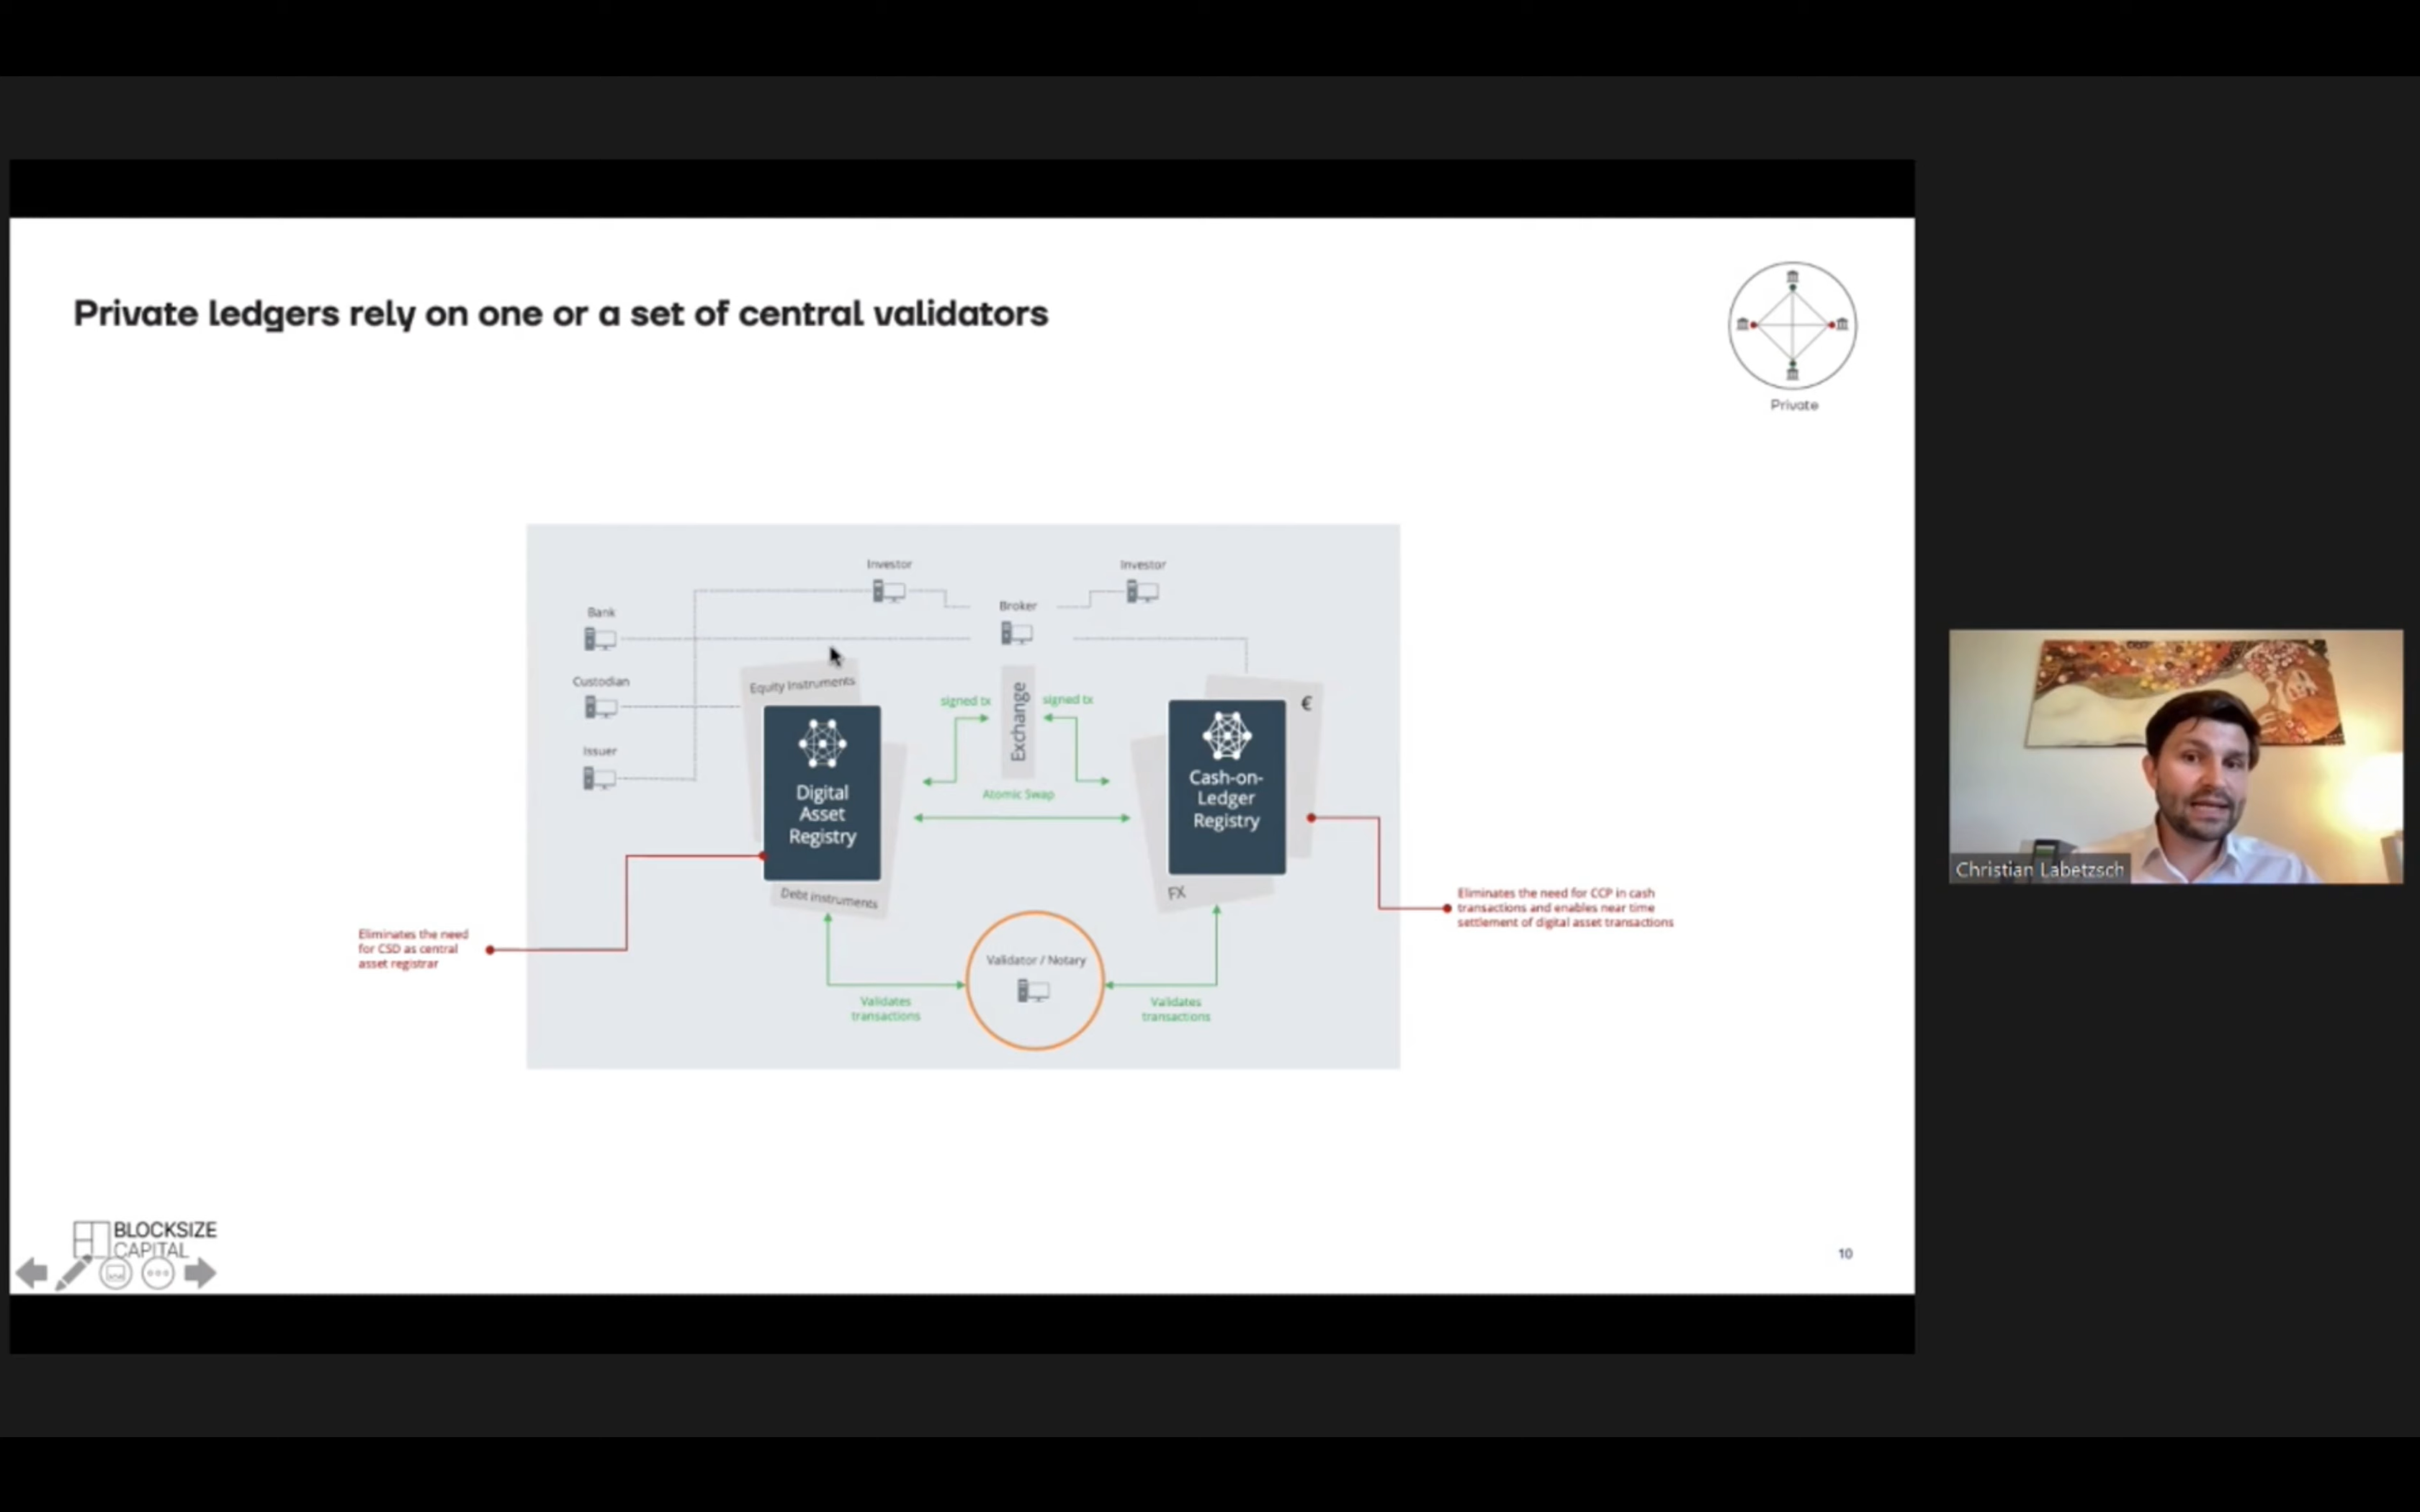 Private ledgers rely on one or a set of central validators
Private
Investor
Investor
Bank
Broker
Custodian
Equity Instruments
signed tx
signed tx
Exchange
€
Issuer
Digital
Asset
Registry
Cash-on-
Ledger
Registry
Atomic Swap
Debt Instruments
FX
Eliminates the need
for CSD as central
asset registrar
Eliminates the need for CCP in cash
transactions and enables near time
settlement of digital asset transactions
Validator / Notary
Validates
transactions
Validates
transactions
Christian Labetzsch
BLOCKSIZE
CAPITAL
10